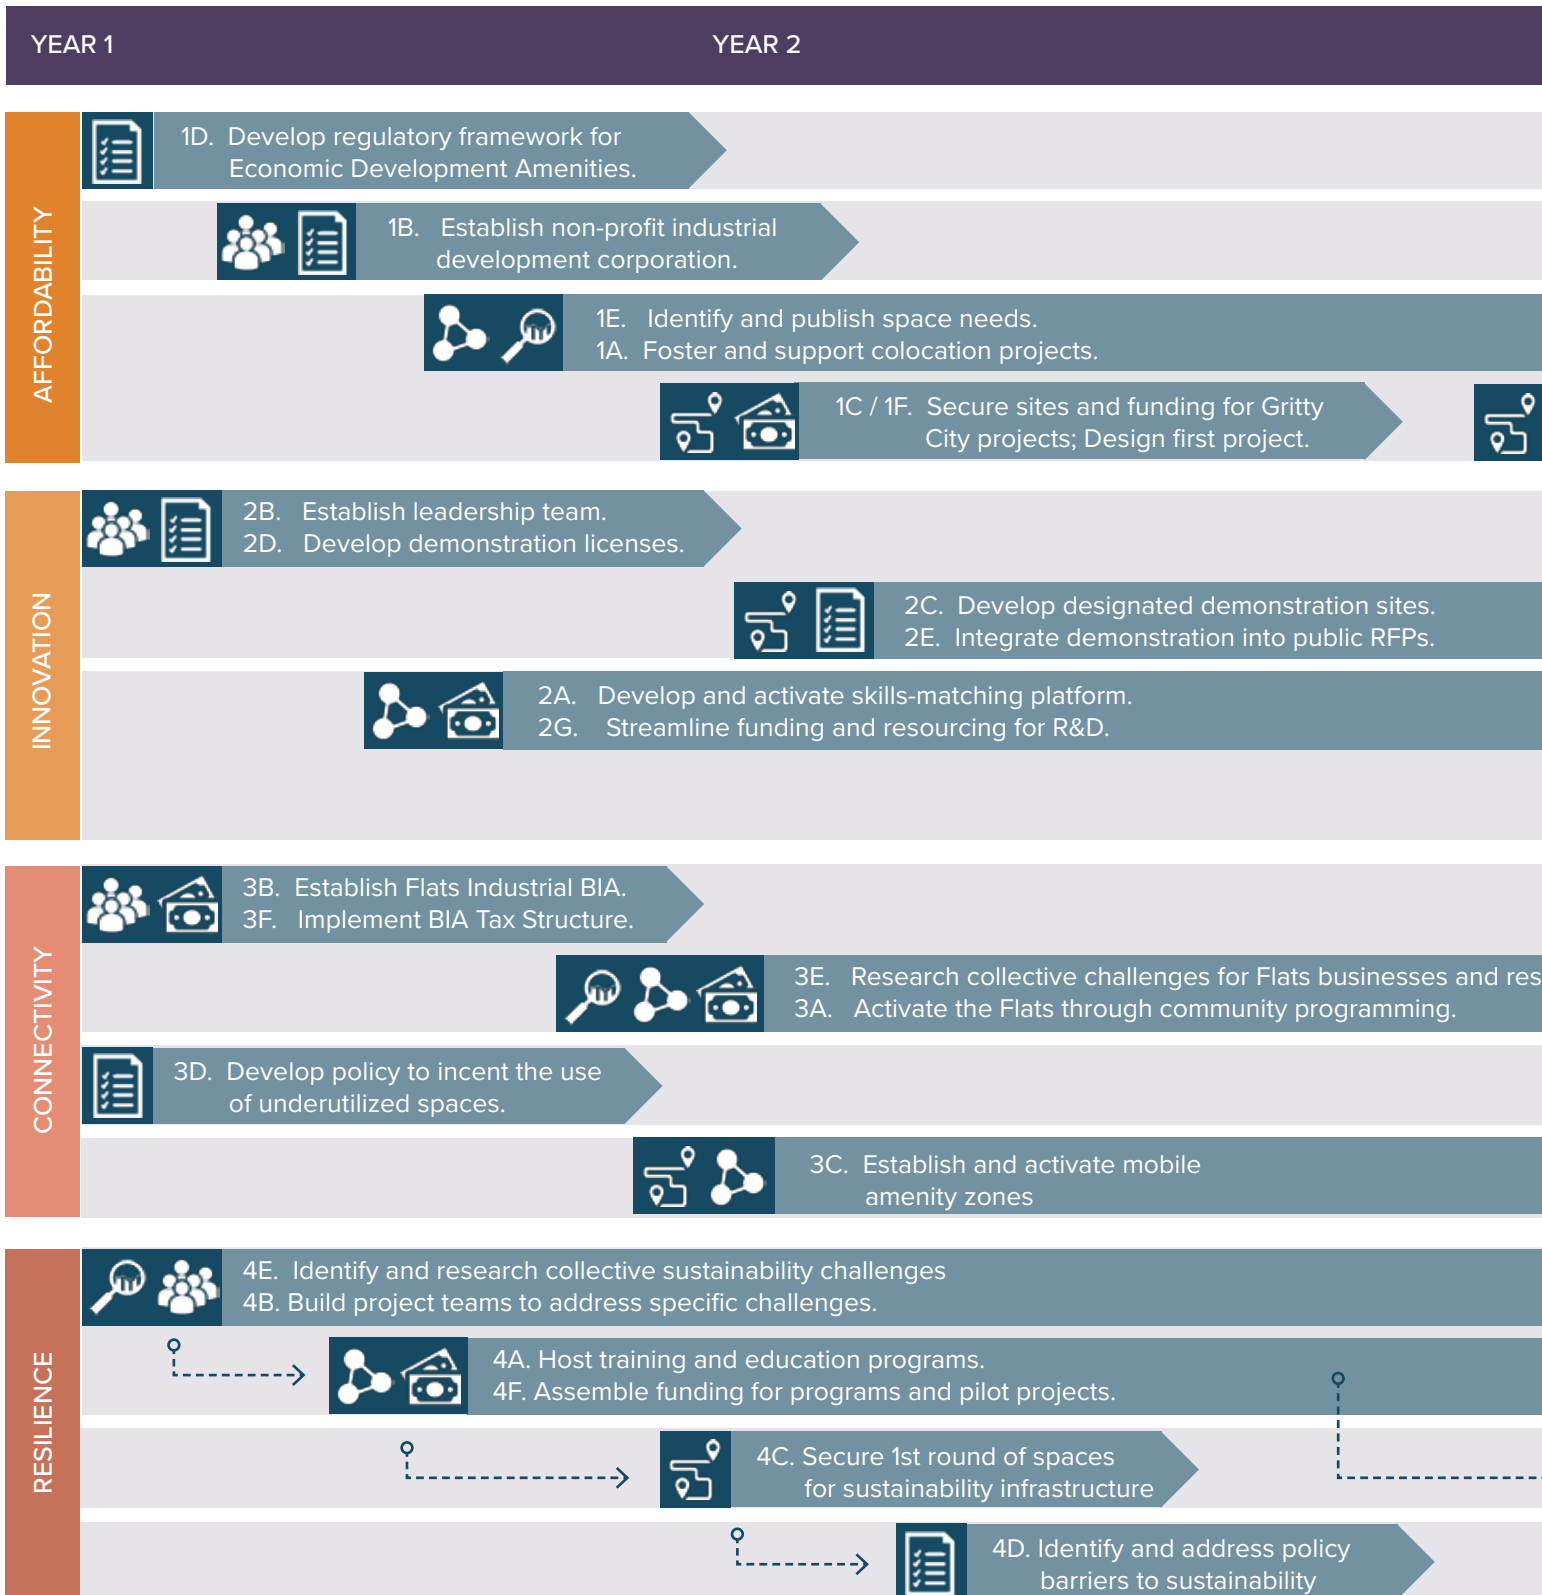 YEAR 1
YEAR 2
AFFORDABILITY
1D. Develop regulatory framework for
Economic Development Amenities.
1B. Establish non-profit industrial
development corporation.
1E. Identify and publish space needs.
1A. Foster and support colocation projects.
1C / 1F. Secure sites and funding for Gritty
City projects; Design first project.
INNOVATION
2B. Establish leadership team.
2D. Develop demonstration licenses.
2C. Develop designated demonstration sites.
2E. Integrate demonstration into public RFPs.
2A. Develop and activate skills-matching platform.
2G. Streamline funding and resourcing for R&D.
CONNECTIVITY
3B. Establish Flats Industrial BIA.
3F. Implement BIA Tax Structure.
3E. Research collective challenges for Flats businesses and res
3A. Activate the Flats through community programming.
3D. Develop policy to incent the use
of underutilized spaces.
3C. Establish and activate mobile
amenity zones
RESILIENCE
4E. Identify and research collective sustainability challenges
4B. Build project teams to address specific challenges.
4A. Host training and education programs.
4F. Assemble funding for programs and pilot projects.
4C. Secure 1st round of spaces
for sustainability infrastructure
4D. Identify and address policy
barriers to sustainability